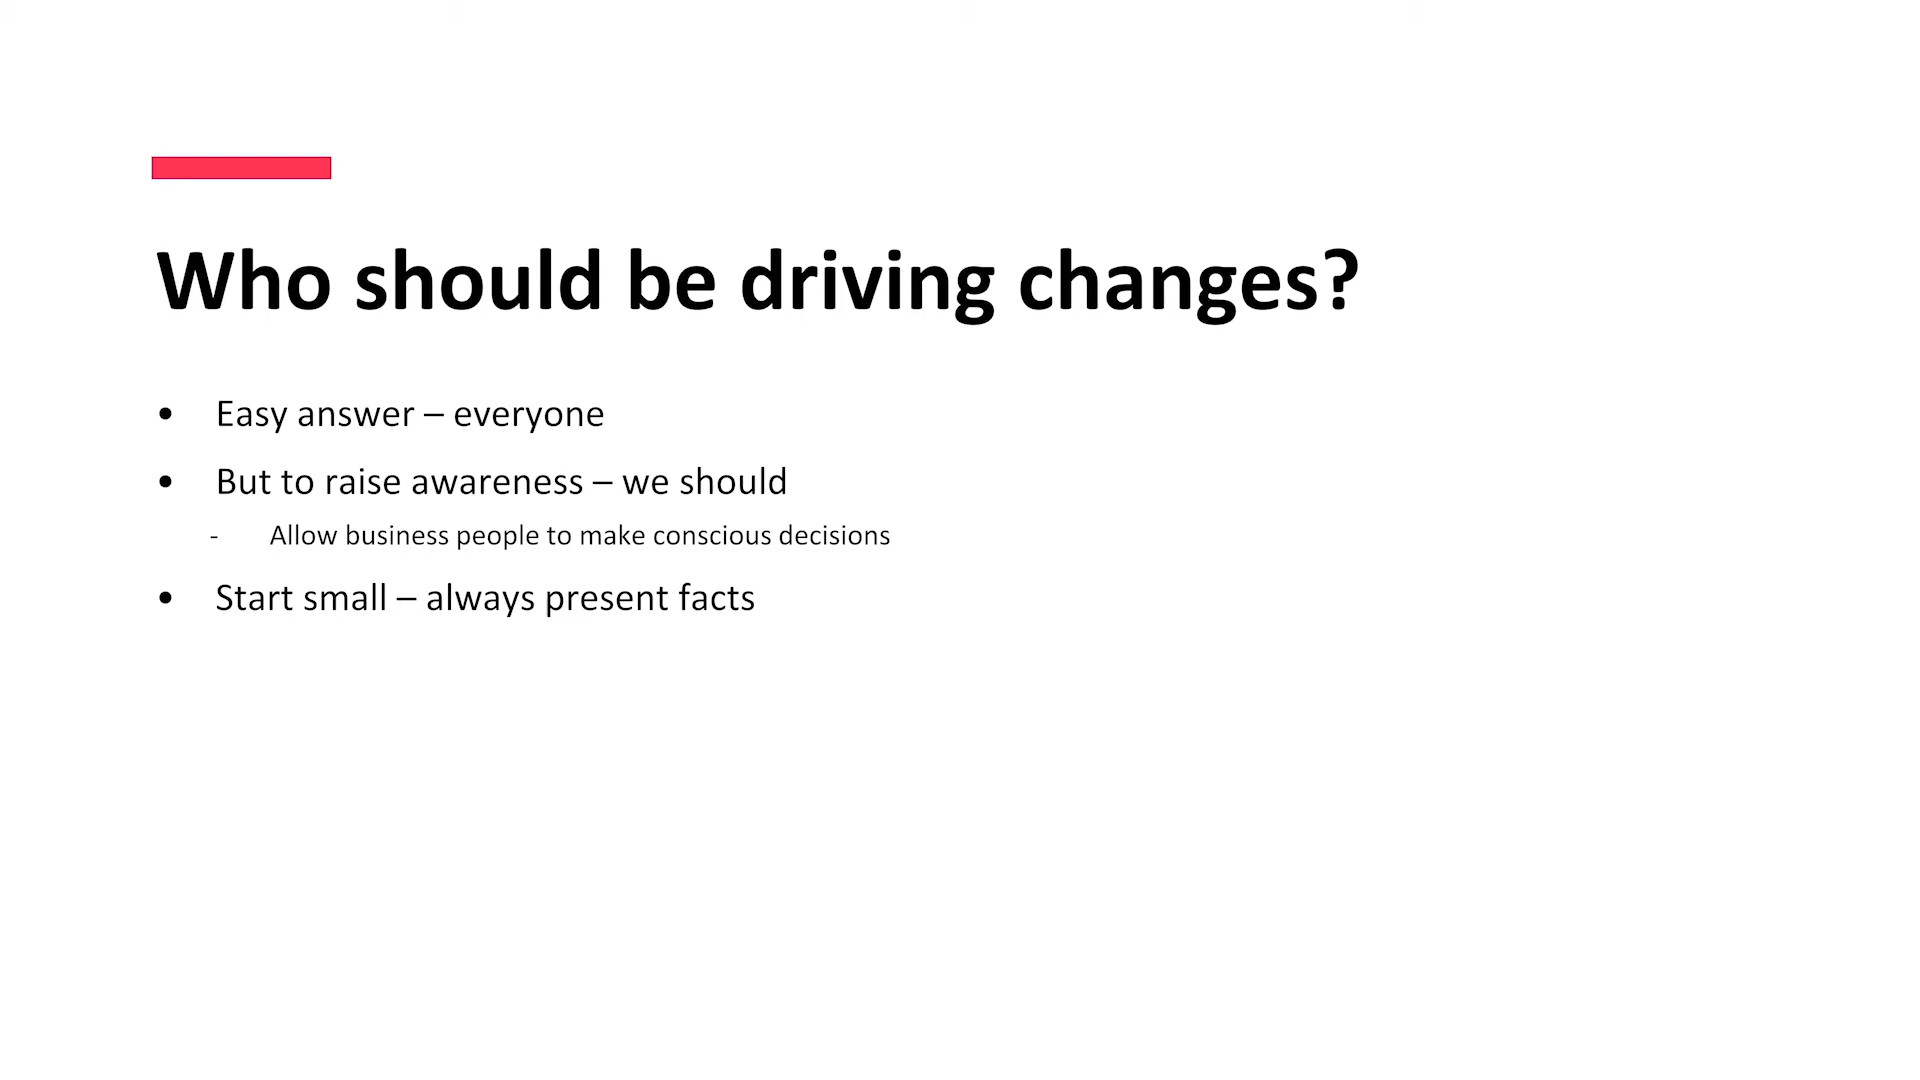 Who should be driving changes?
• Easy answer – everyone
• But to raise awareness – we should
- Allow business people to make conscious decisions
• Start small – always present facts